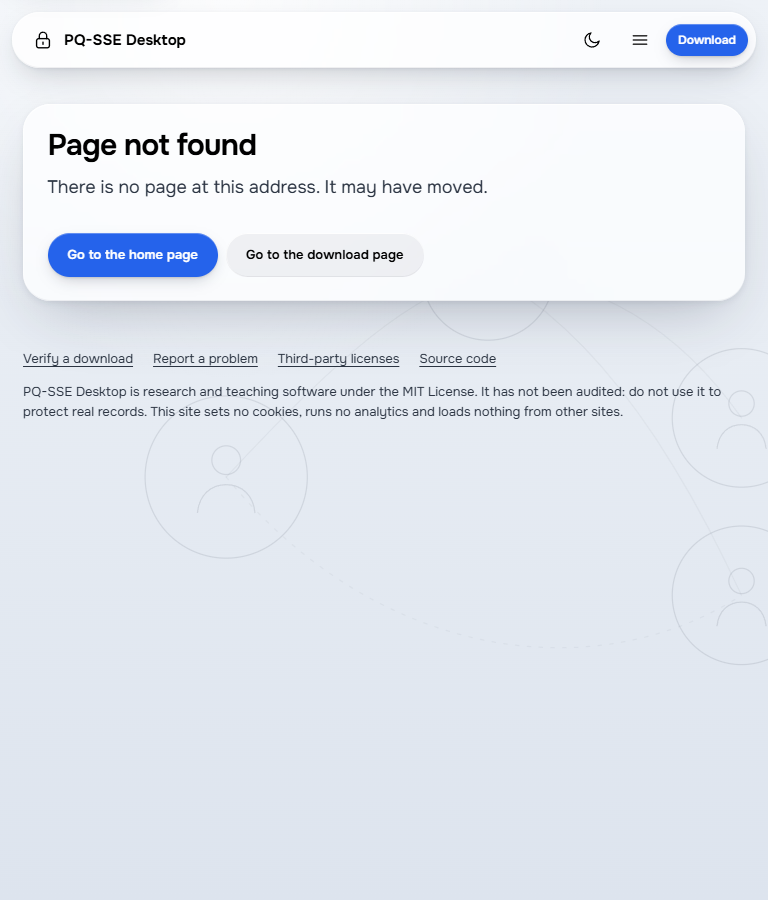 PQ-SSE Desktop
Download
Page not found
There is no page at this address. It may have moved.
Go to the home page
Go to the download page
Verify a download
Report a problem
Third-party licenses
Source code
PQ-SSE Desktop is research and teaching software under the MIT License. It has not been audited: do not use it to
protect real records. This site sets no cookies, runs no analytics and loads nothing from other sites.